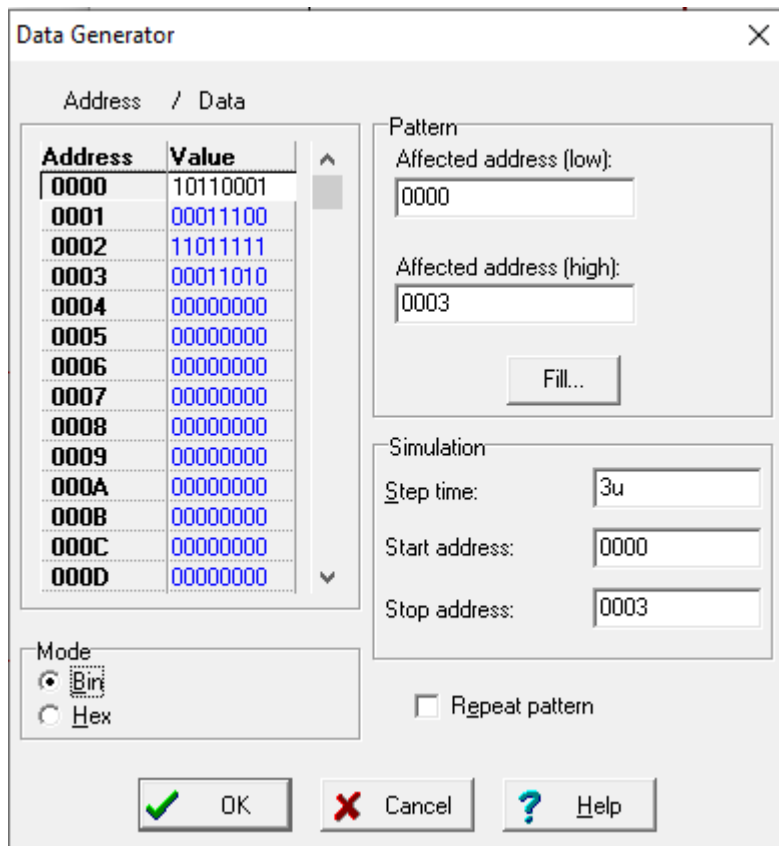 Data Generator
Address / Data
Address Value
0000 10110001
0001 00011100
0002 11011111
0003 00011010
0004 00000000
0005 00000000
0006 00000000
0007 00000000
0008 00000000
0009 00000000
000A 00000000
000B 00000000
000C 00000000
000D 00000000
Mode
Bin
Hex
Pattern
Affected address (low):
0000
Affected address (high):
0003
Fill...
Simulation
Step time: 3u
Start address: 0000
Stop address: 0003
Repeat pattern
OK Cancel Help